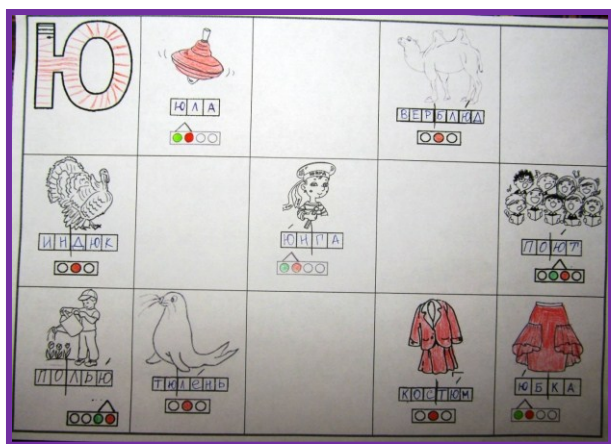 Ю
ЮЛА
ВЕРБЛЮД
ИНДЮК
ЮНГА
ПОЮТ
ПОЛЬЮ
ТЮЛЕНЬ
КОСТЮМ
ЮБКА